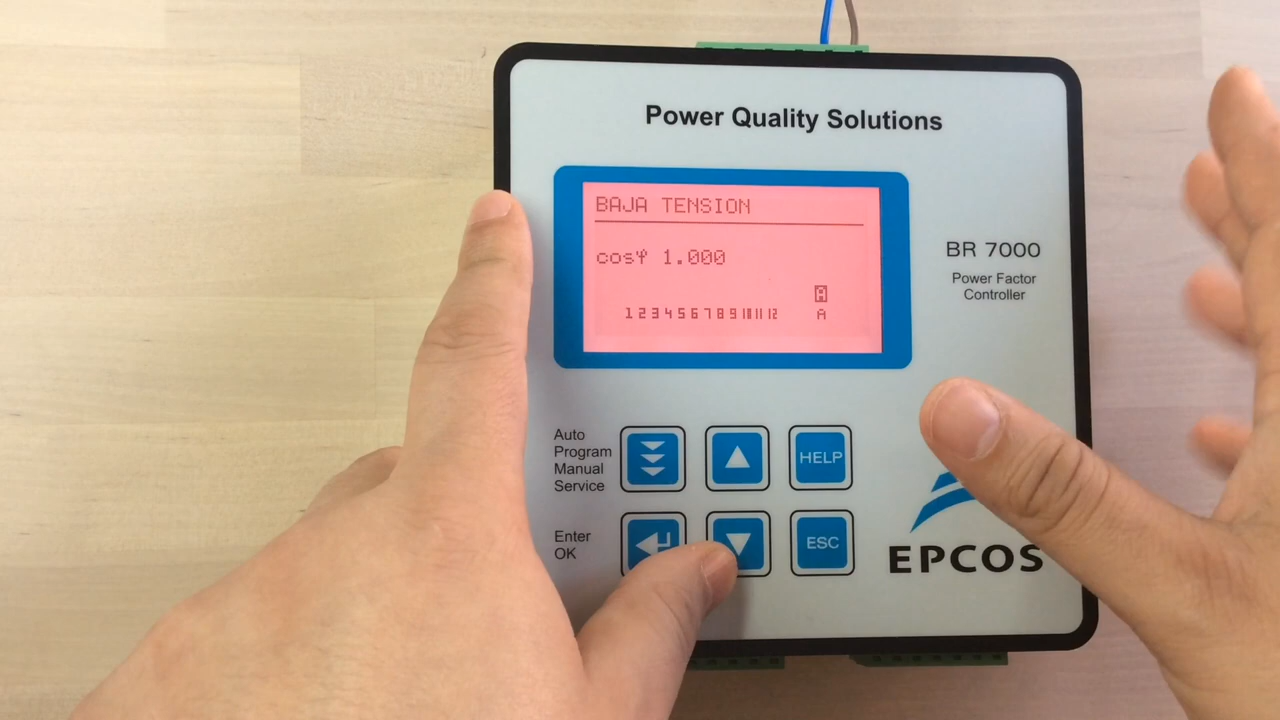 Power Quality Solutions
BAJA TENSION
cosφ 1.000
A
1 2 3 4 5 6 7 8 9 10 11 12 A
BR 7000
Power Factor
Controller
Auto
Program
Manual
Service
HELP
Enter
OK
ESC
EPCOS